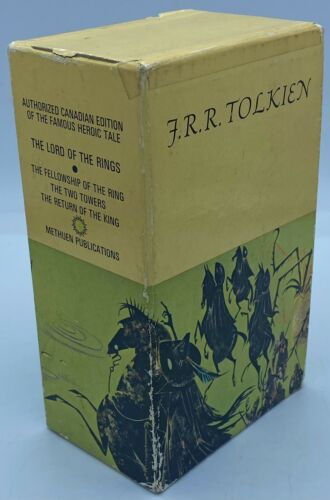 AUTHORIZED CANADIAN EDITION
OF THE FAMOUS HEROIC TALE
THE LORD OF THE RINGS
THE FELLOWSHIP OF THE RING
THE TWO TOWERS
THE RETURN OF THE KING
METHUEN PUBLICATIONS
J.R.R. TOLKIEN